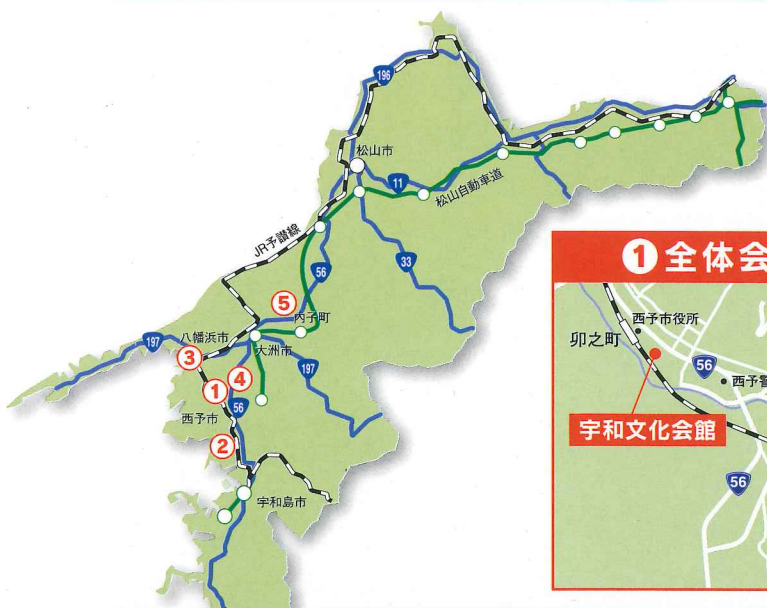 196
松山市
11
松山自動車道
JR予讃線
33
56
⑤
内子町
八幡浜市
197
大洲市
③
④
197
①
56
西予市
②
宇和島市
①全体会
西予市役所
卯之町
56
西予警
宇和文化会館
56